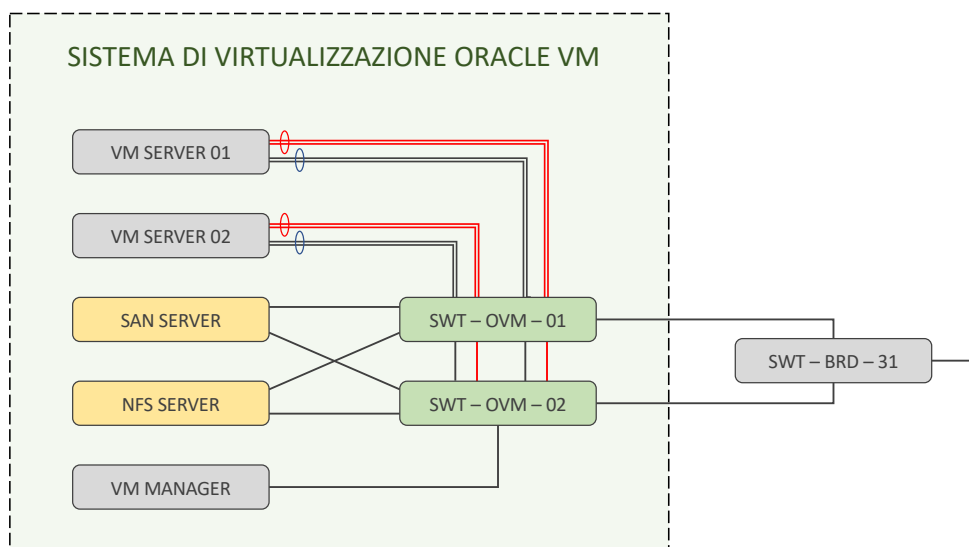 SISTEMA DI VIRTUALIZZAZIONE ORACLE VM
VM SERVER 01
VM SERVER 02
SAN SERVER
SWT – OVM – 01
SWT – BRD – 31
NFS SERVER
SWT – OVM – 02
VM MANAGER